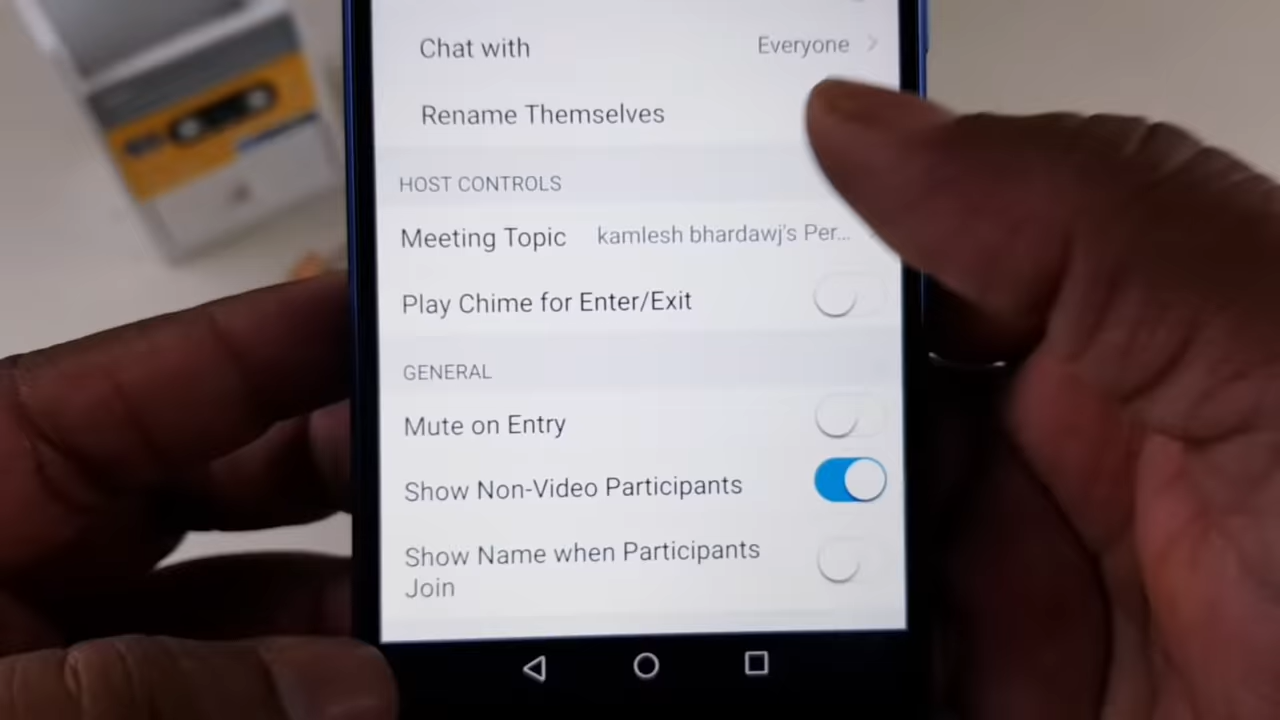 Chat with
Everyone
Rename Themselves
HOST CONTROLS
Meeting Topic
kamlesh bhardawj's Per...
Play Chime for Enter/Exit
GENERAL
Mute on Entry
Show Non-Video Participants
Show Name when Participants
Join